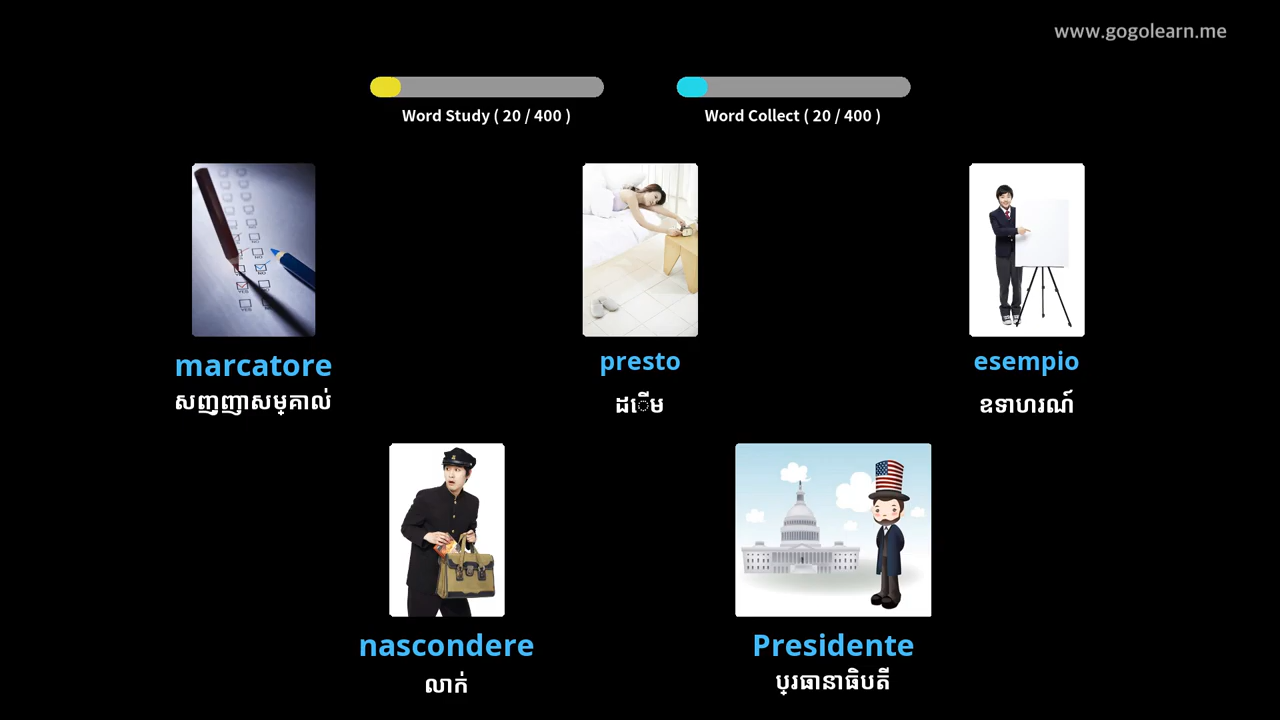 www.gogolearn.me
Word Study ( 20 / 400 )
Word Collect ( 20 / 400 )
marcatore
សញ្ញាសម្គាល់
presto
ដើម
esempio
ឧទាហរណ៍
nascondere
លាក់
Presidente
ប្រធានាធិបតី